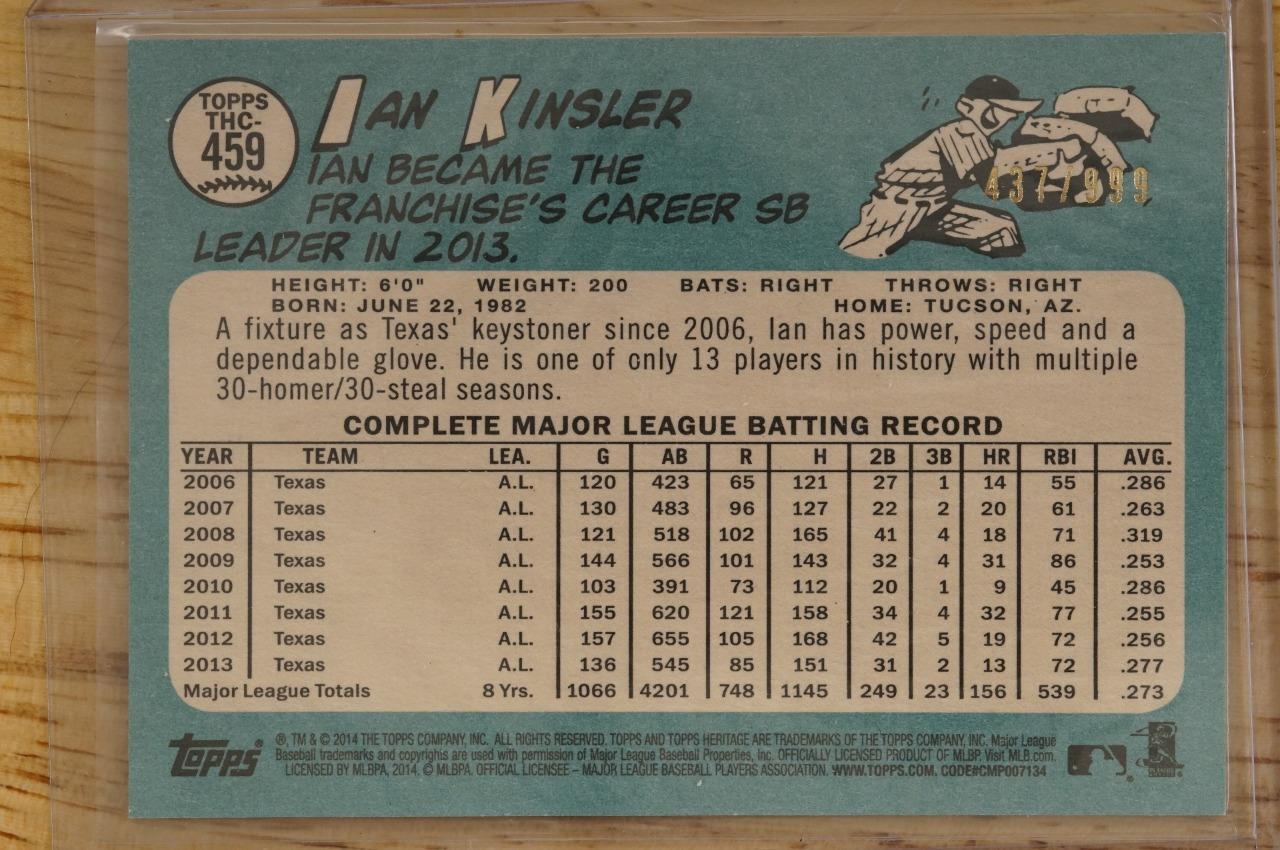 TOPPS
THC-
459
IAN KINSLER
IAN BECAME THE
FRANCHISE'S CAREER SB
LEADER IN 2013.
437/999
HEIGHT: 6'0" WEIGHT: 200 BATS: RIGHT THROWS: RIGHT
BORN: JUNE 22, 1982 HOME: TUCSON, AZ.
A fixture as Texas' keystoner since 2006, Ian has power, speed and a
dependable glove. He is one of only 13 players in history with multiple
30-homer/30-steal seasons.
COMPLETE MAJOR LEAGUE BATTING RECORD
YEAR TEAM LEA. G AB R H 2B 3B HR RBI AVG.
2006 Texas A.L. 120 423 65 121 27 1 14 55 .286
2007 Texas A.L. 130 483 96 127 22 2 20 61 .263
2008 Texas A.L. 121 518 102 165 41 4 18 71 .319
2009 Texas A.L. 144 566 101 143 32 4 31 86 .253
2010 Texas A.L. 103 391 73 112 20 1 9 45 .286
2011 Texas A.L. 155 620 121 158 34 4 32 77 .255
2012 Texas A.L. 157 655 105 168 42 5 19 72 .256
2013 Texas A.L. 136 545 85 151 31 2 13 72 .277
Major League Totals 8 Yrs. 1066 4201 748 1145 249 23 156 539 .273
TOPPS®
®, TM & © 2014 THE TOPPS COMPANY, INC. ALL RIGHTS RESERVED. TOPPS AND TOPPS HERITAGE ARE TRADEMARKS OF THE TOPPS COMPANY, INC. Major League
Baseball trademarks and copyrights are used with permission of Major League Baseball Properties, Inc. OFFICIALLY LICENSED PRODUCT OF MLBP. Visit MLB.com.
LICENSED BY MLBPA, 2014. © MLBPA. OFFICIAL LICENSEE – MAJOR LEAGUE BASEBALL PLAYERS ASSOCIATION. WWW.TOPPS.COM. CODE#CMP007134